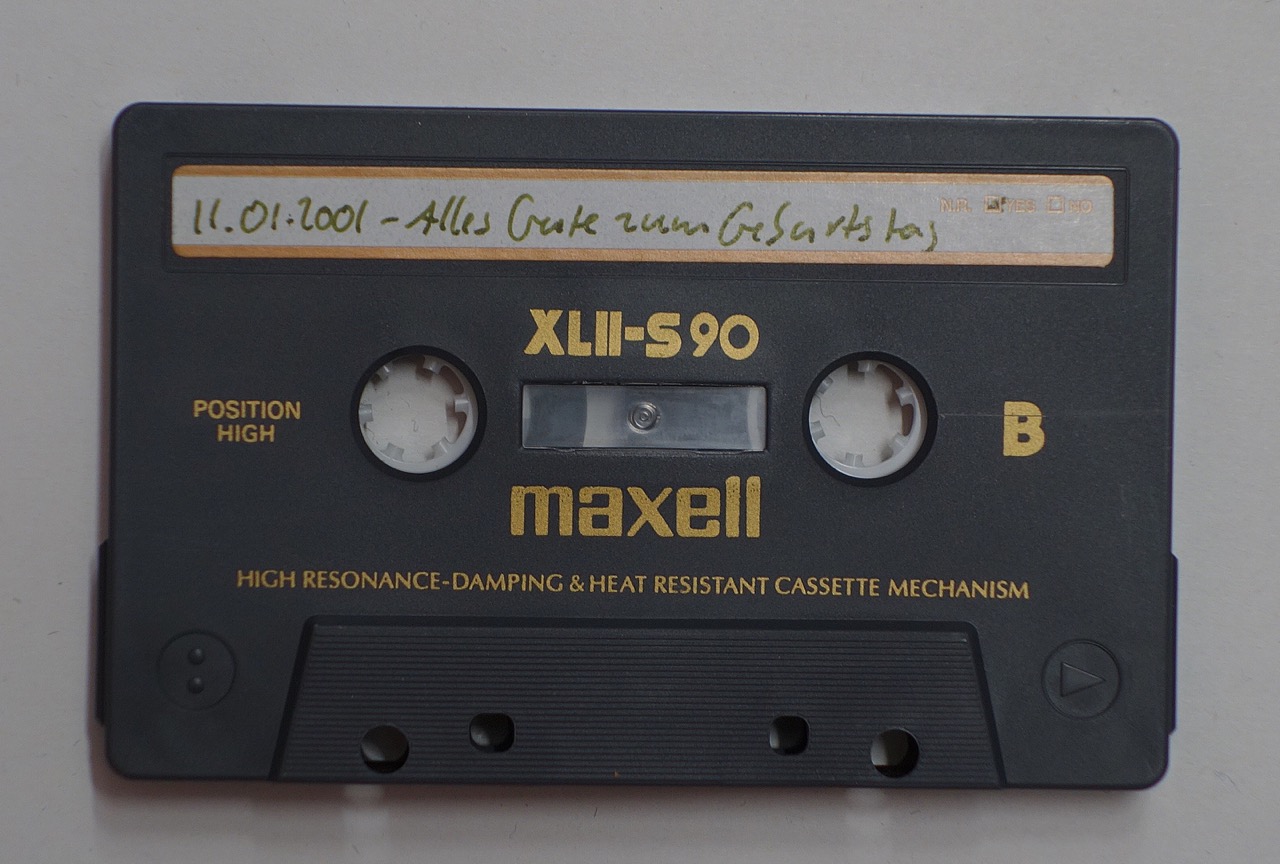 11.01.2001 - Alles Gute zum Geburtstag
N.R. YES NO
XLII-S 90
POSITION
HIGH
B
maxell
HIGH RESONANCE-DAMPING & HEAT RESISTANT CASSETTE MECHANISM